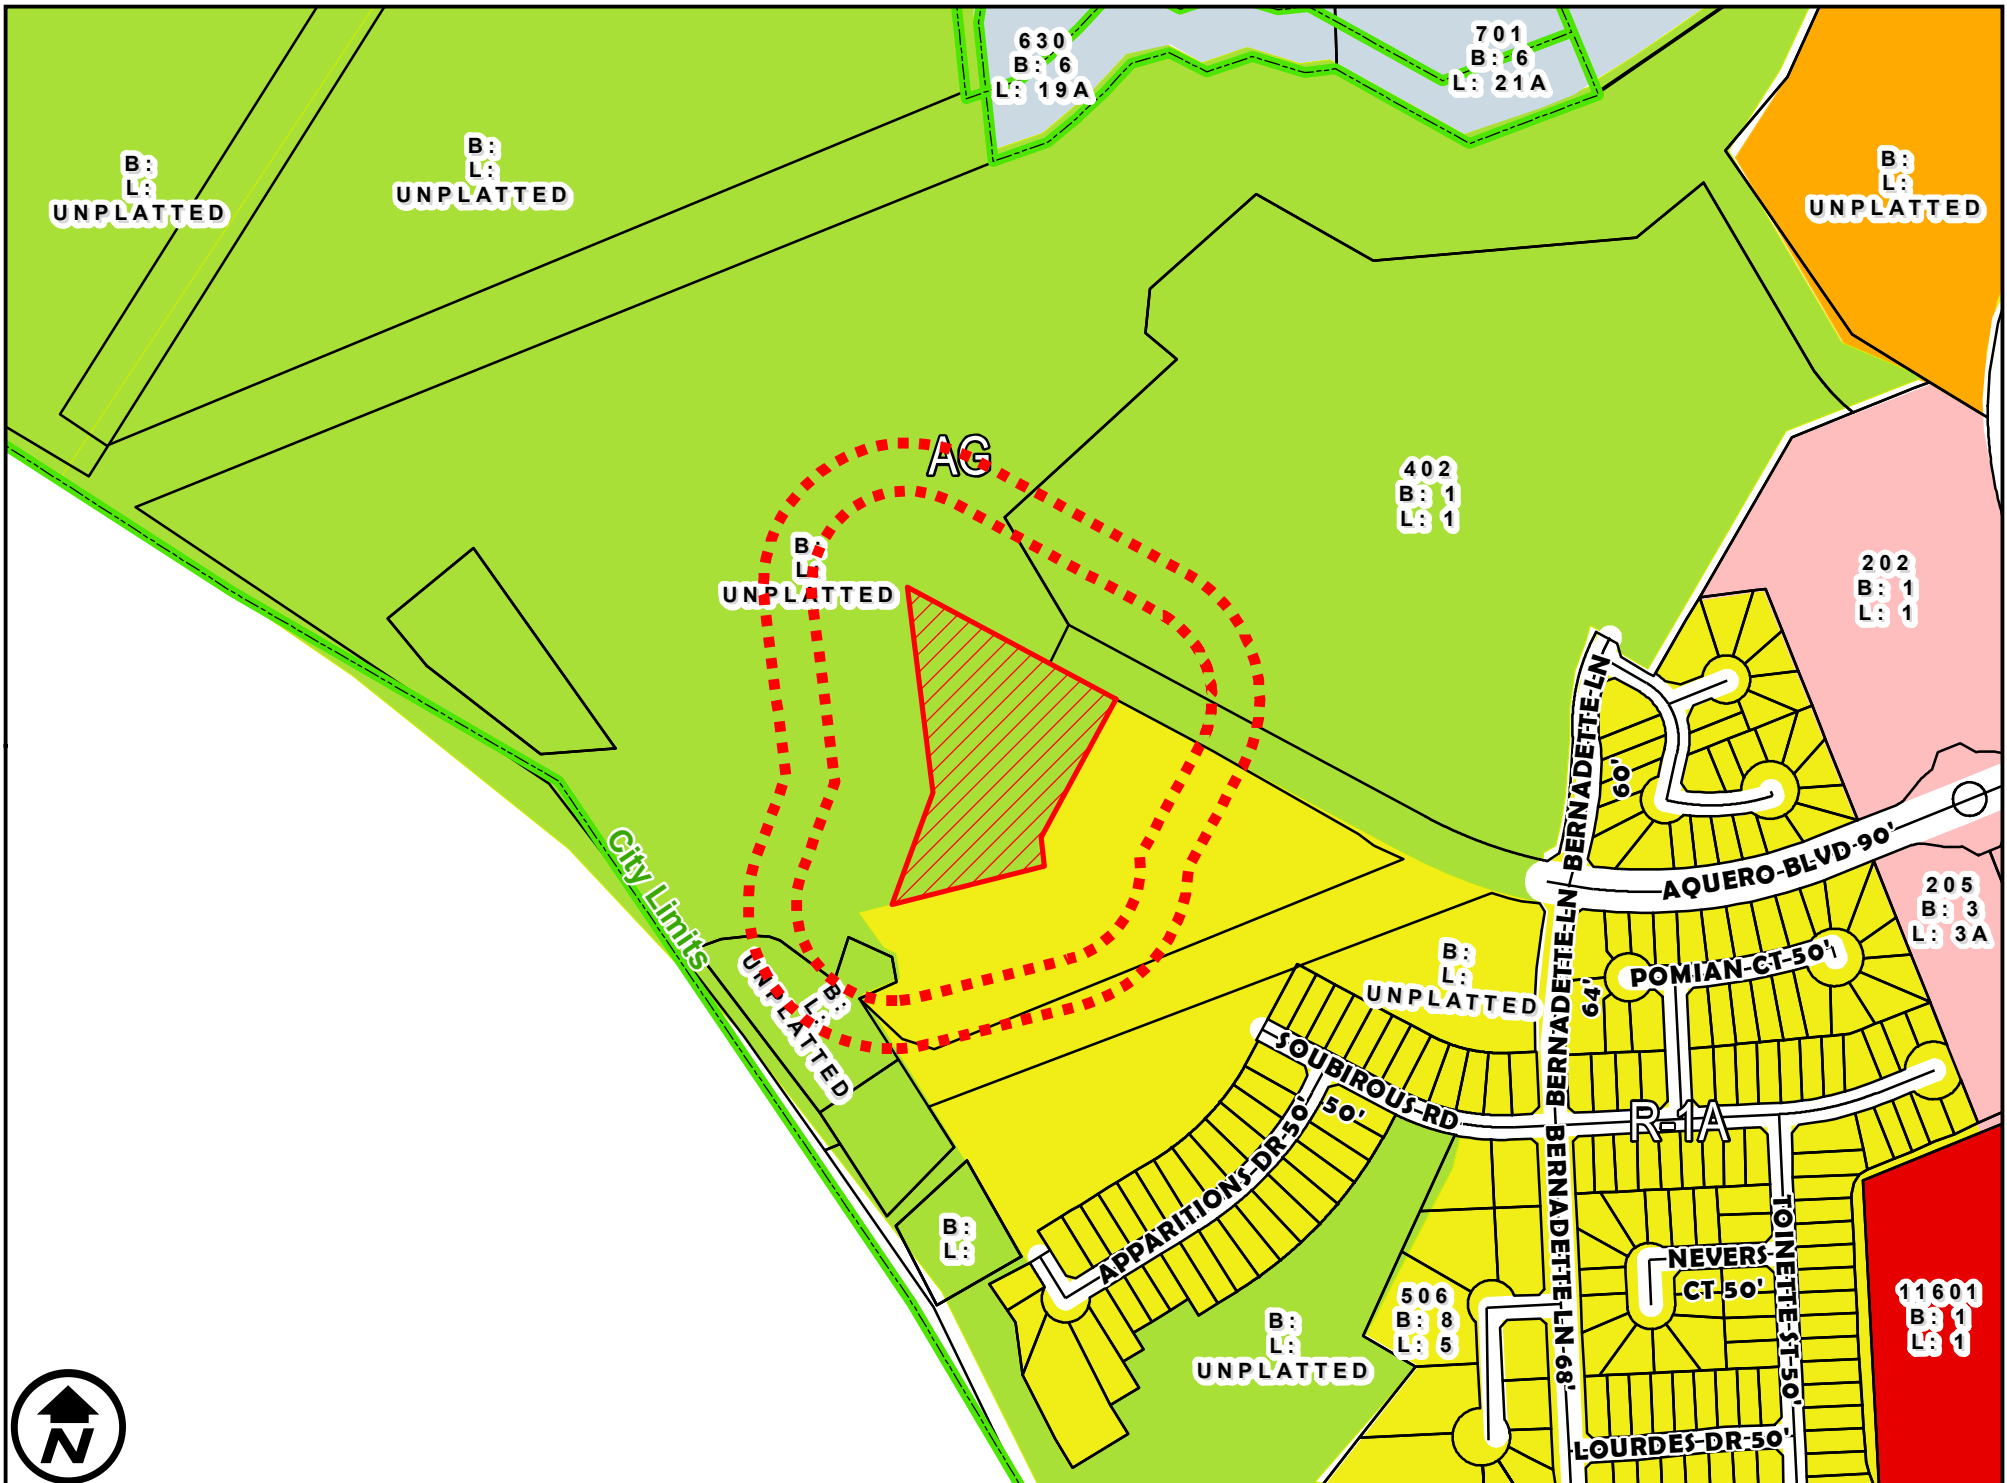 630
B: 6
L: 19A
701
B: 6
L: 21A
B:
L:
UNPLATTED
B:
L:
UNPLATTED
B:
L:
UNPLATTED
AG
402
B: 1
L: 1
B:
L:
UNPLATTED
202
B: 1
L: 1
BERNADETTE-LN
60'
AQUERO-BLVD-90'
City Limits
205
B: 3
L: 3A
B:
L:
UNPLATTED
B:
L:
UNPLATTED
BERNADETTE-LN
64'
POMIAN-CT-50'
SOUBIROUS-RD
50'
R-1A
APPARITIONS-DR-50'
BERNADETTE-LN-68'
TOINETTE-ST-50'
NEVERS
CT 50'
B:
L:
506
B: 8
L: 5
B:
L:
UNPLATTED
11601
B: 1
L: 1
LOURDES-DR-50'
N